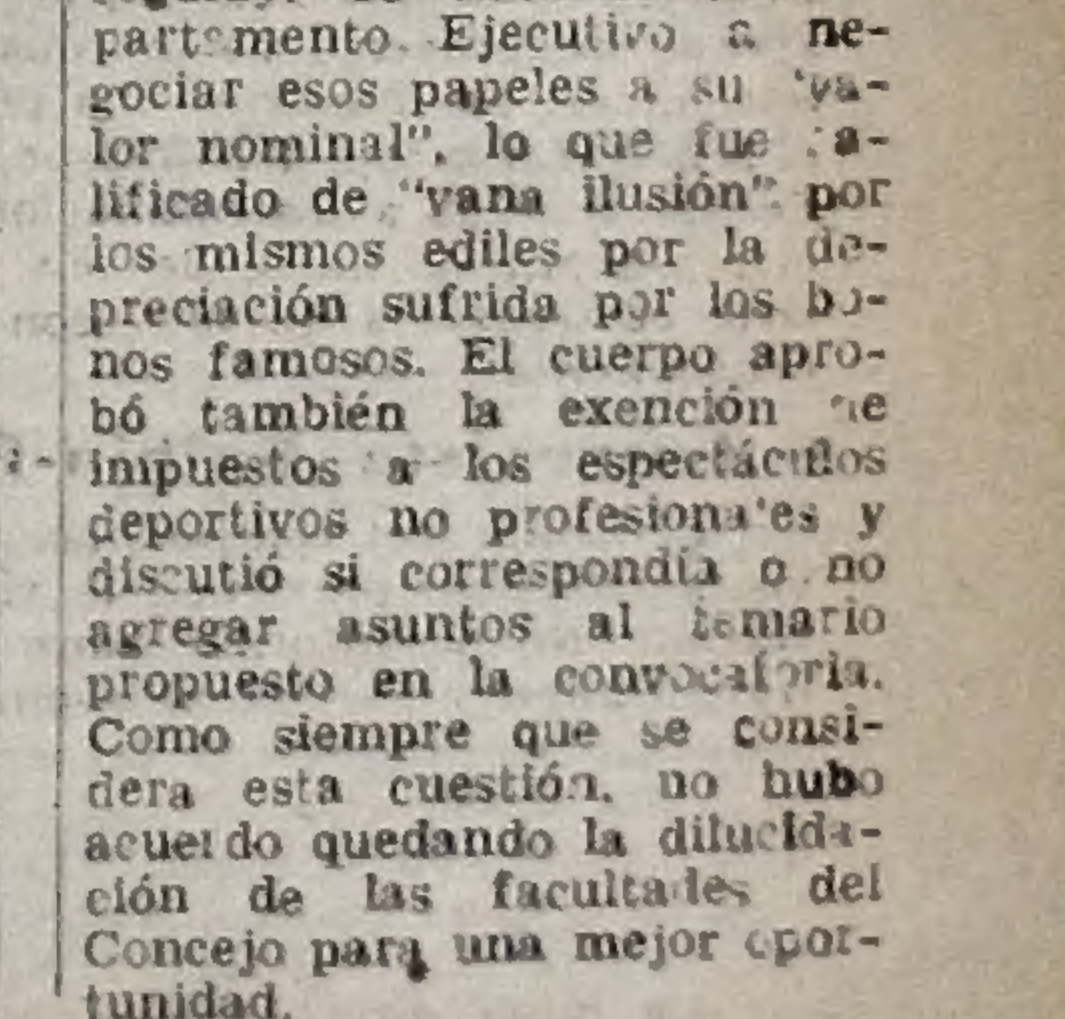 partamento Ejecutivo a ne-
gociar esos papeles a su "va-
lor nominal", lo que fue ca-
lificado de "vana ilusión" por
los mismos ediles por la de-
preciación sufrida por los bo-
nos famosos. El cuerpo apro-
bó también la exención de
impuestos a los espectáculos
deportivos no profesionales y
discutió si correspondía o no
agregar asuntos al temario
propuesto en la convocatoria.
Como siempre que se consi-
dera esta cuestión, no hubo
acuerdo quedando la dilucida-
ción de las facultades del
Concejo para una mejor opor-
tunidad.